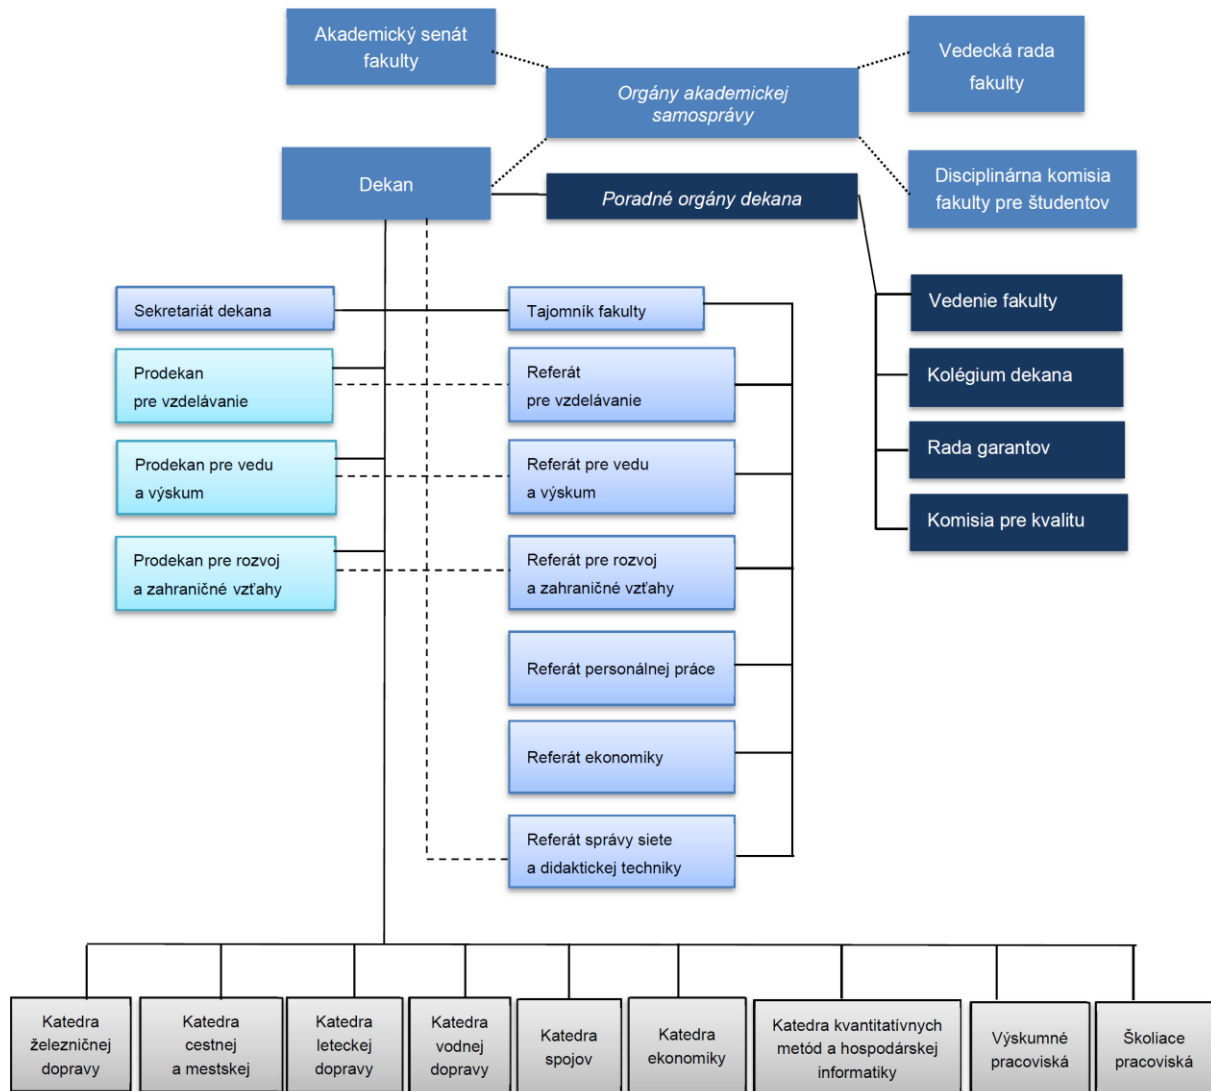 Akademický senát
fakulty
Orgány akademickej
samosprávy
Vedecká rada
fakulty
Dekan
Poradné orgány dekana
Disciplinárna komisia
fakulty pre študentov
Sekretariát dekana
Tajomník fakulty
Vedenie fakulty
Prodekan
pre vzdelávanie
Referát
pre vzdelávanie
Kolégium dekana
Prodekan pre vedu
a výskum
Referát pre vedu
a výskum
Rada garantov
Komisia pre kvalitu
Prodekan pre rozvoj
a zahraničné vzťahy
Referát pre rozvoj
a zahraničné vzťahy
Referát personálnej práce
Referát ekonomiky
Referát správy siete
a didaktickej techniky
Katedra
železničnej
dopravy
Katedra
cestnej
a mestskej
Katedra
leteckej
dopravy
Katedra
vodnej
dopravy
Katedra
spojov
Katedra
ekonomiky
Katedra kvantitatívnych
metód a hospodárskej
informatiky
Výskumné
pracoviská
Školiace
pracoviská